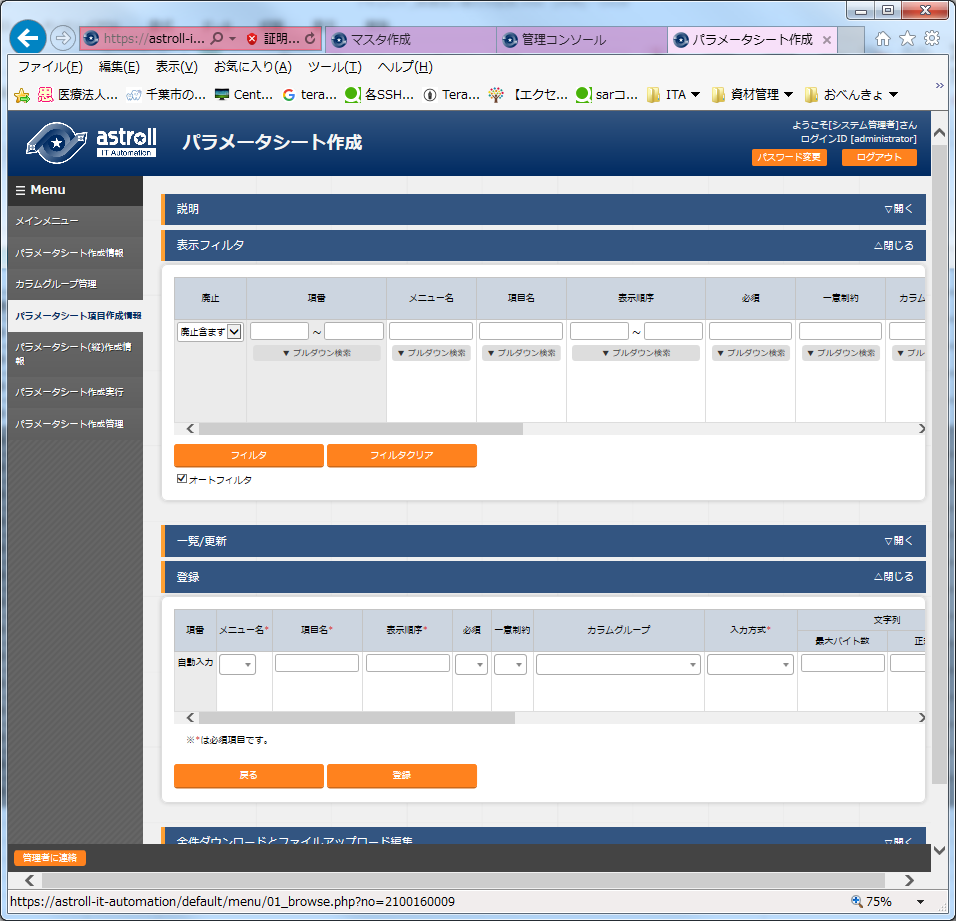 https://astroll-i...
証明...
マスタ作成
管理コンソール
パラメータシート作成
ファイル(F) 編集(E) 表示(V) お気に入り(A) ツール(T) ヘルプ(H)
医療法人... 千葉市の... Cent... tera... 各SSH... Tera... 【エクセ... sarコ... ITA 資材管理 おべんきょ
astroll
IT Automation
パラメータシート作成
ようこそ[システム管理者]さん
ログインID [administrator]
パスワード変更 ログアウト
Menu
メインメニュー
パラメータシート作成情報
カラムグループ管理
パラメータシート項目作成情報
パラメータシート(縦)作成情
報
パラメータシート作成実行
パラメータシート作成管理
説明 ▽開く
表示フィルタ △閉じる
廃止 項番 メニュー名 項目名 表示順序 必須 一意制約 カラム
廃止含まず ～ ～
▼プルダウン検索 ▼プルダウン検索 ▼プルダウン検索 ▼プルダウン検索 ▼プルダウン検索 ▼プルダウン検索 ▼プル
フィルタ フィルタクリア
オートフィルタ
一覧/更新 ▽開く
登録 △閉じる
項番 メニュー名* 項目名* 表示順序* 必須 一意制約 カラムグループ 入力方式* 文字列
最大バイト数 正
自動入力
※*は必須項目です。
戻る 登録
全件ダウンロードとファイルアップロード編集 ▽開く
管理者に連絡
https://astroll-it-automation/default/menu/01_browse.php?no=2100160009
75%